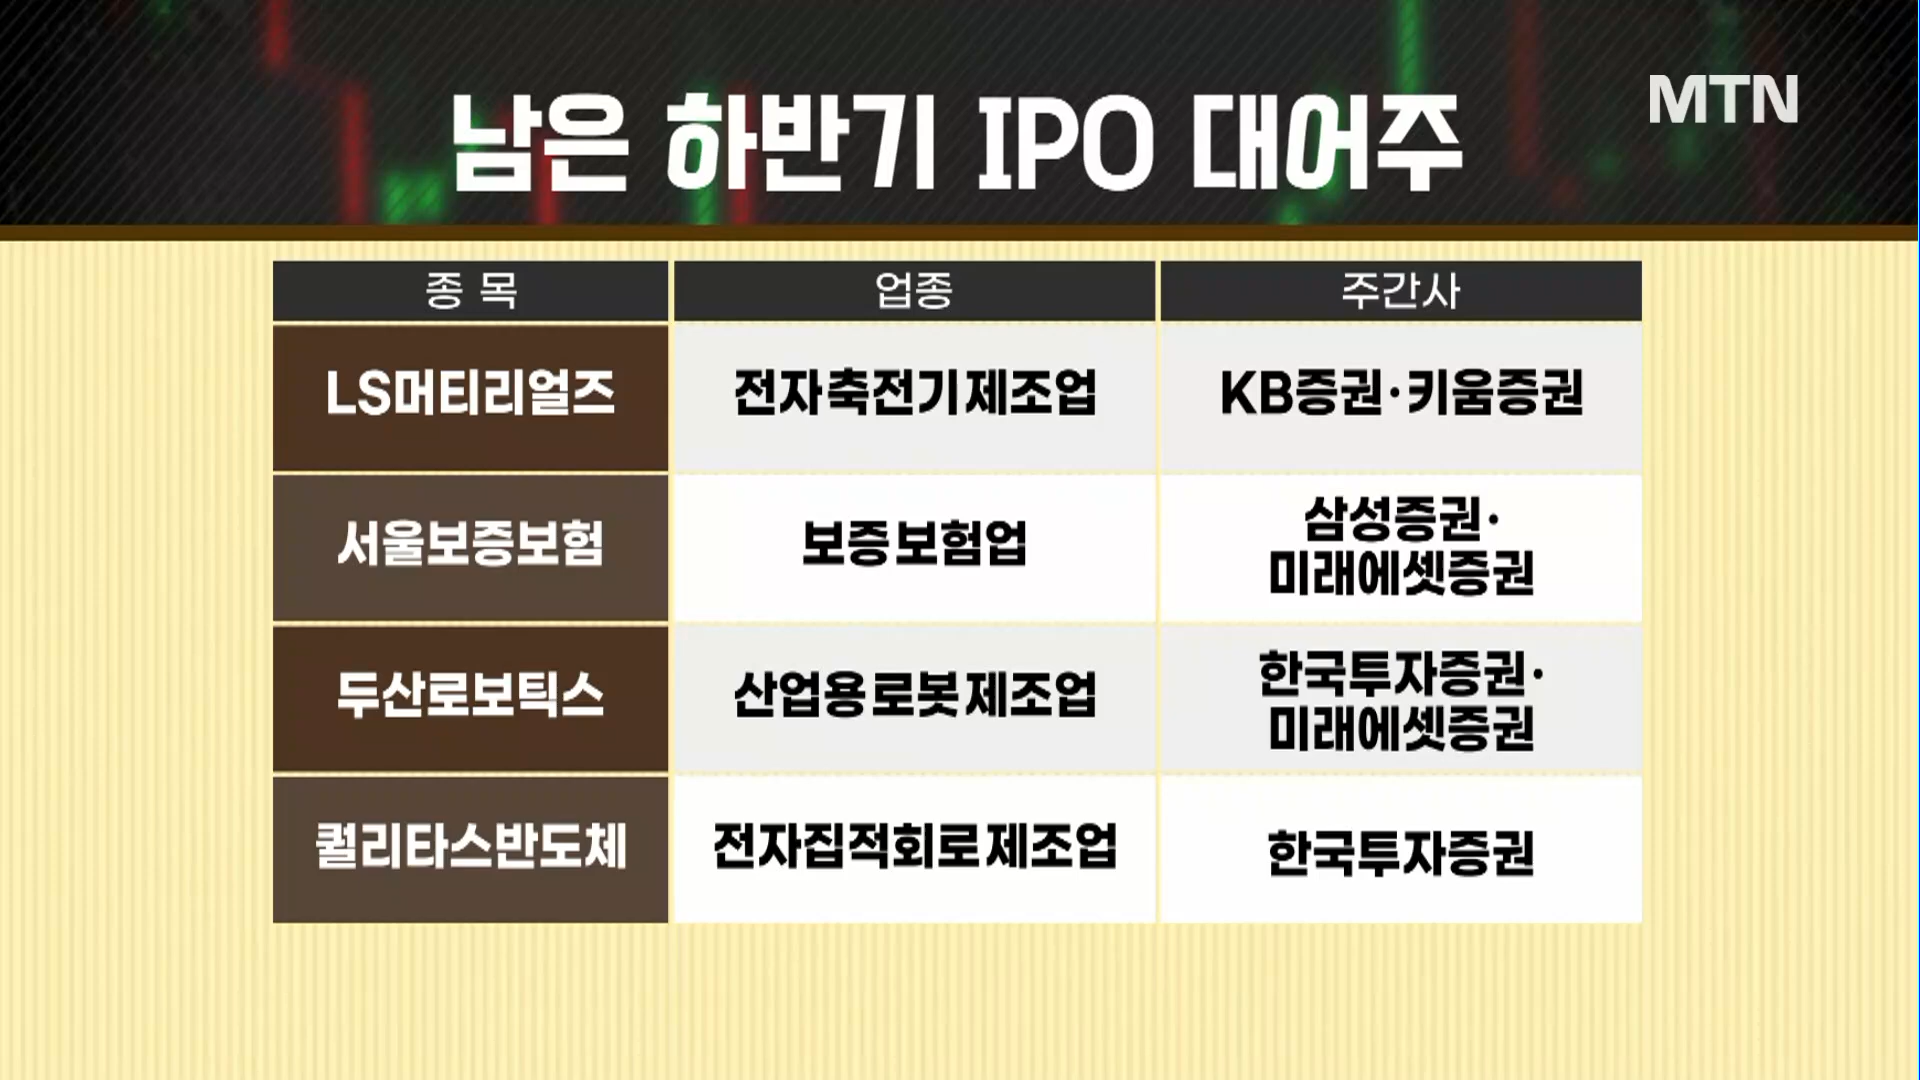 남은 하반기 IPO 대어주
MTN
종 목 업종 주간사
LS머티리얼즈 전자축전기제조업 KB증권·키움증권
서울보증보험 보증보험업 삼성증권·
미래에셋증권
두산로보틱스 산업용로봇제조업 한국투자증권·
미래에셋증권
퀄리타스반도체 전자집적회로제조업 한국투자증권